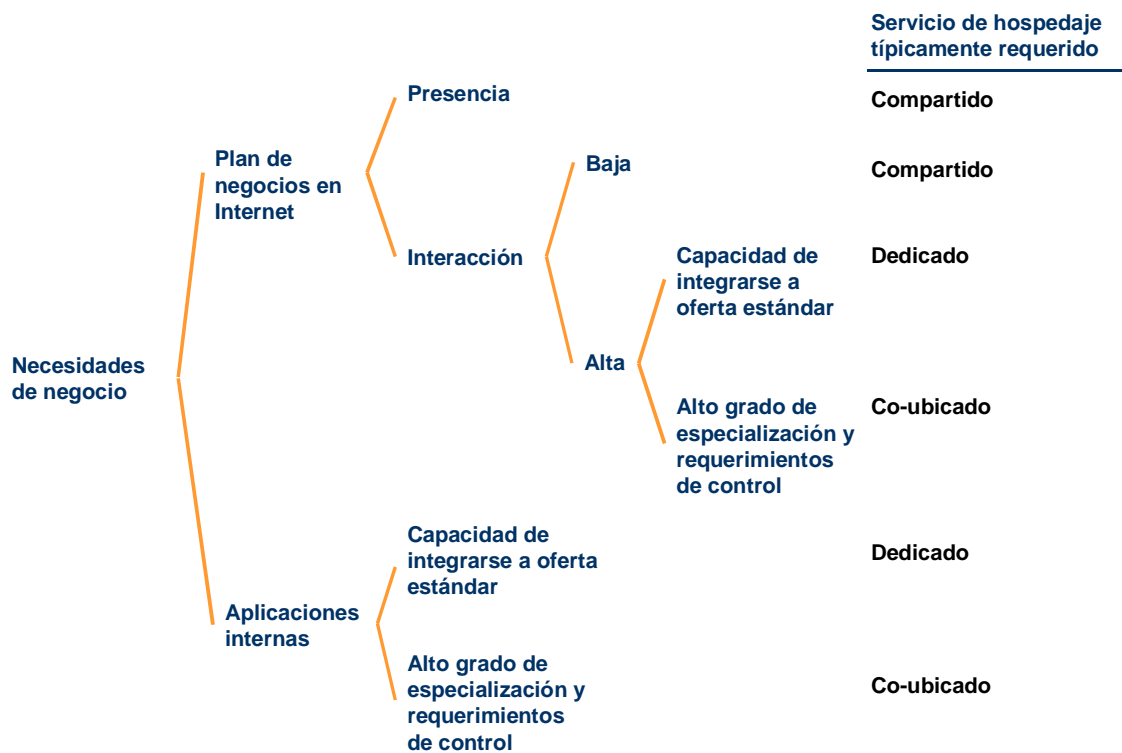 Servicio de hospedaje
típicamente requerido
Presencia
Compartido
Plan de
negocios en
Internet
Baja
Compartido
Interacción
Capacidad de
integrarse a
oferta estándar
Dedicado
Necesidades
de negocio
Alta
Alto grado de
especialización y
requerimientos
de control
Co-ubicado
Capacidad de
integrarse a oferta
estándar
Dedicado
Aplicaciones
internas
Alto grado de
especialización y
requerimientos
de control
Co-ubicado